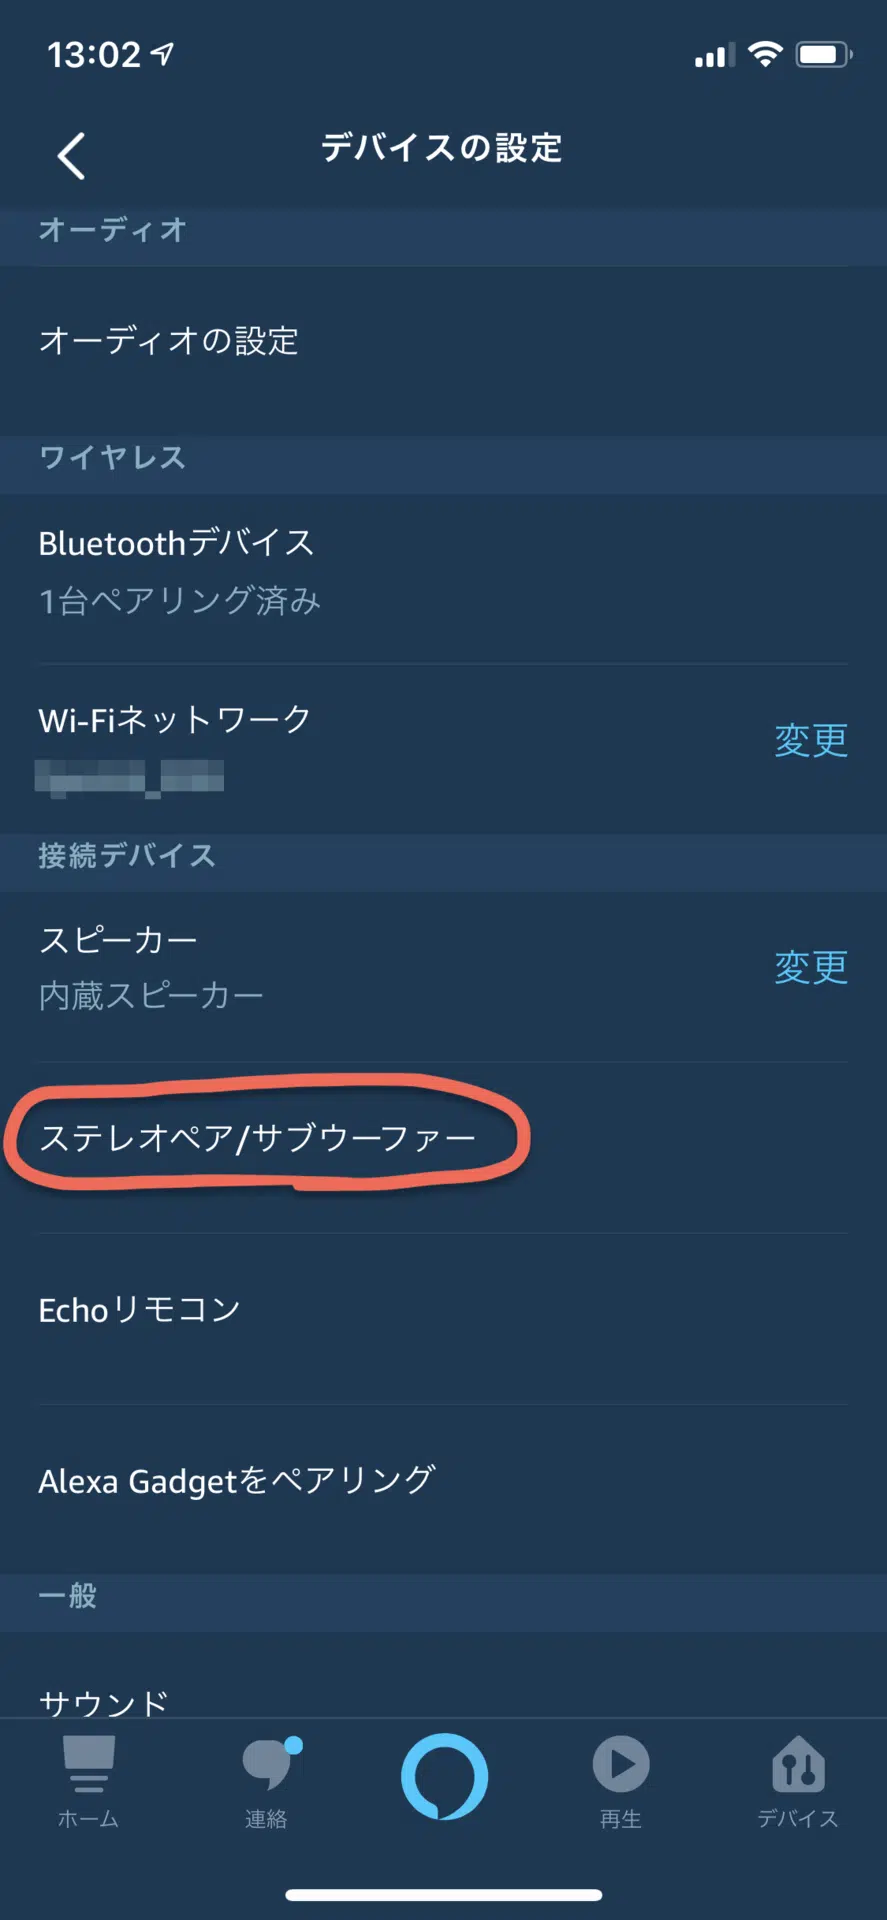 13:02
デバイスの設定
オーディオ
オーディオの設定
ワイヤレス
Bluetoothデバイス
1台ペアリング済み
Wi-Fiネットワーク
変更
接続デバイス
スピーカー
変更
内蔵スピーカー
ステレオペア/サブウーファー
Echoリモコン
Alexa Gadgetをペアリング
一般
サウンド
ホーム
連絡
再生
デバイス